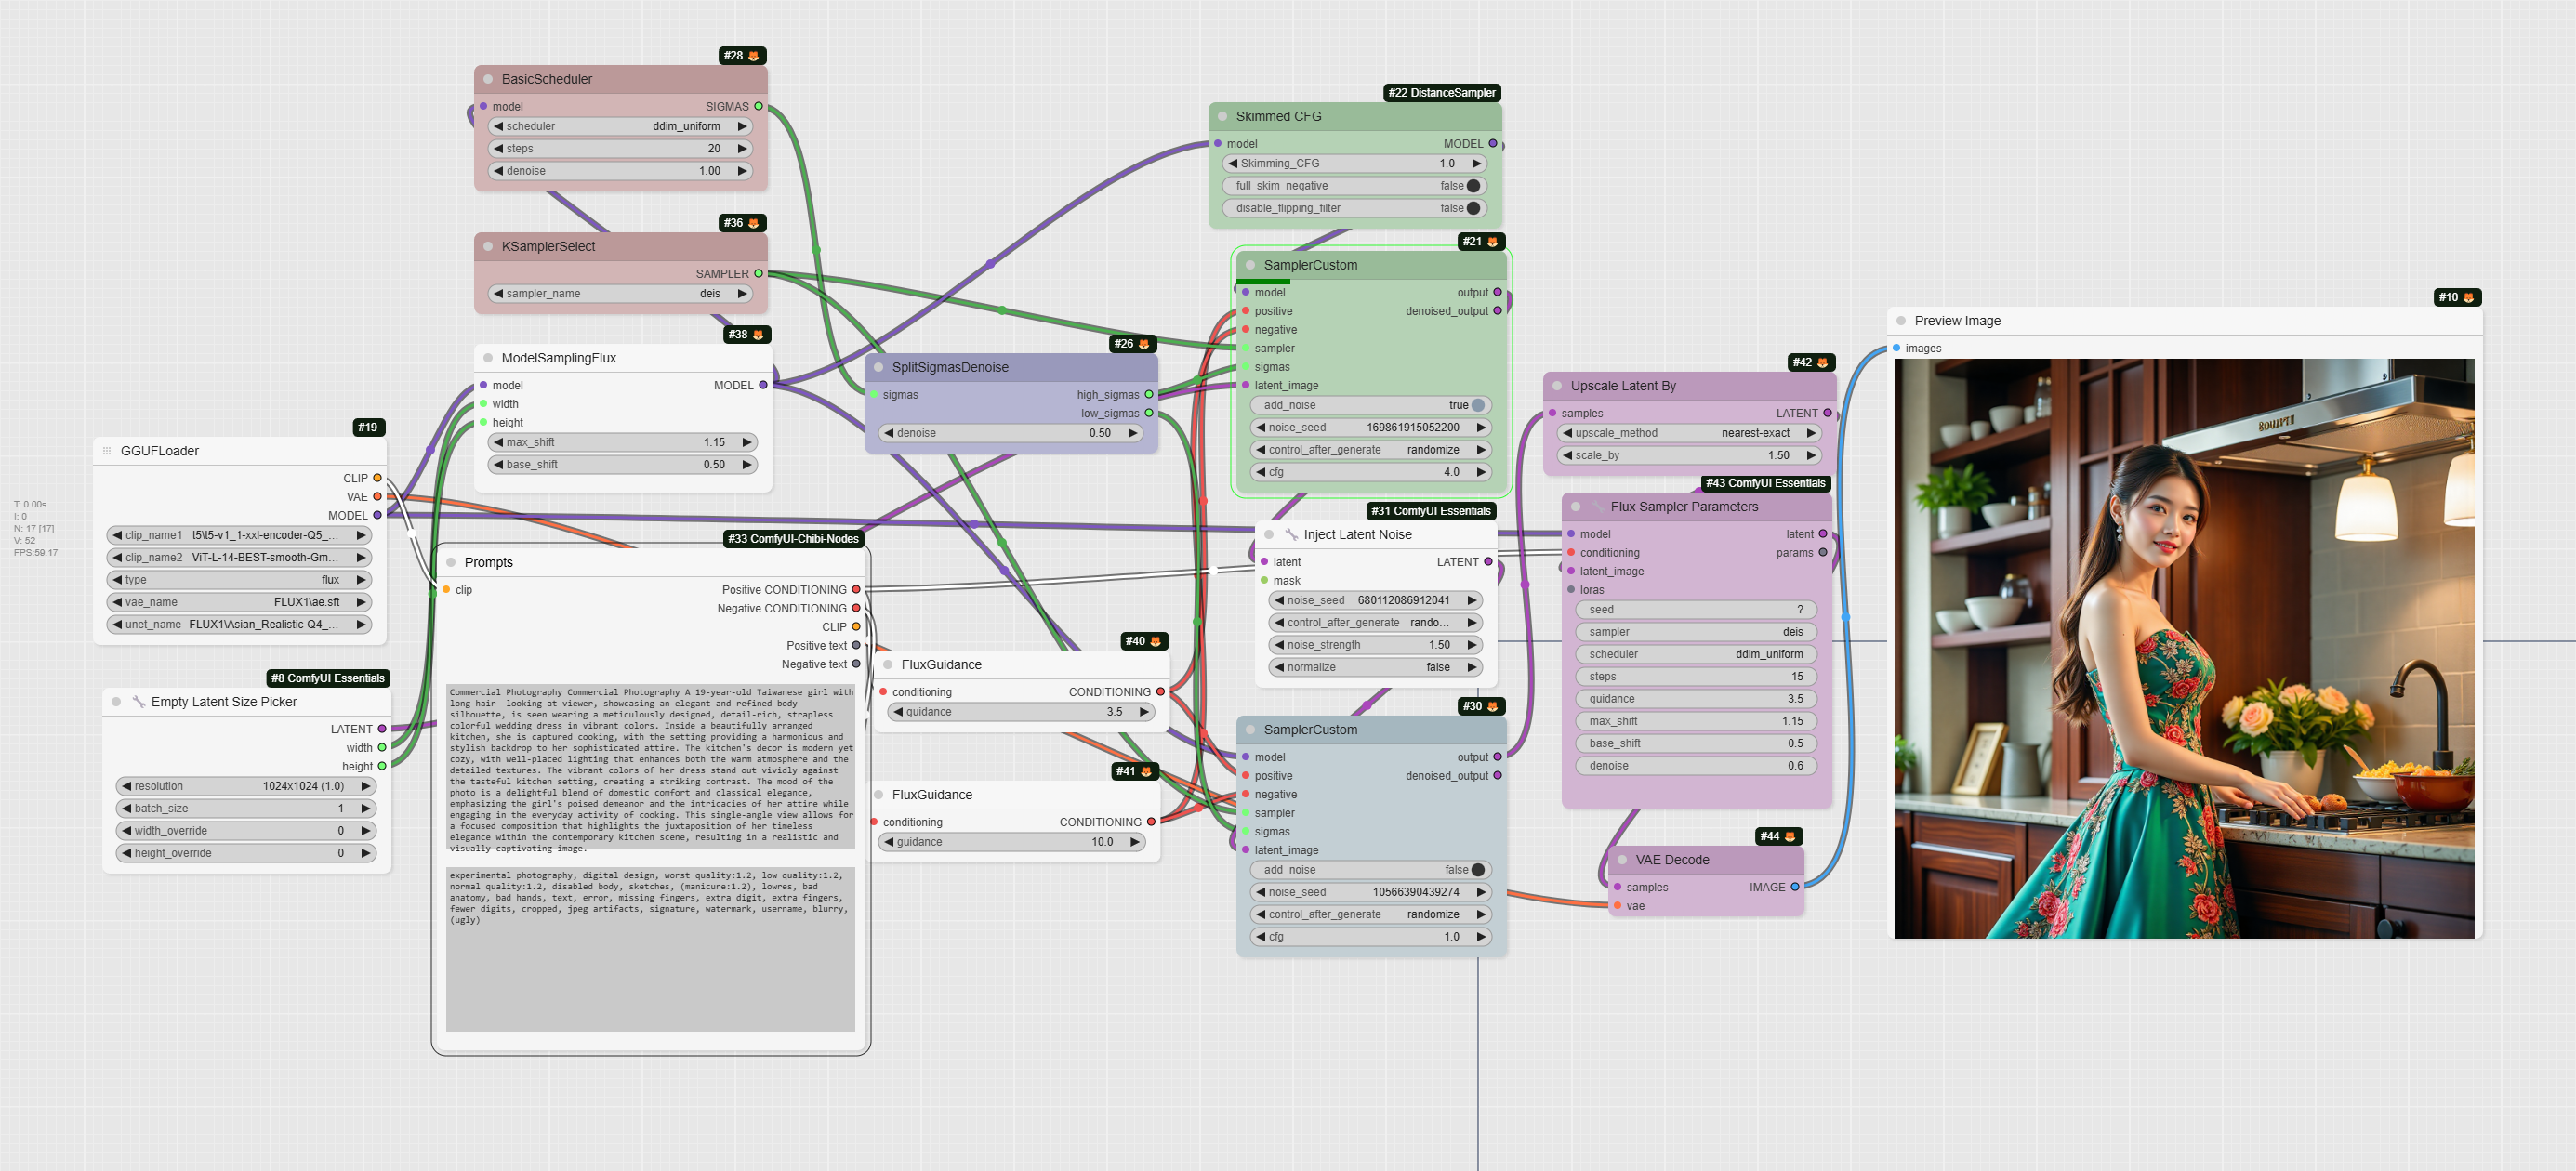 #28
BasicScheduler
model SIGMAS
scheduler ddim_uniform
steps 20
denoise 1.00
#36
KSamplerSelect
SAMPLER
sampler_name deis
#38
ModelSamplingFlux
model MODEL
width
height
max_shift 1.15
base_shift 0.50
#19
GGUFLoader
CLIP
VAE
MODEL
clip_name1 t5\t5-v1_1-xxl-encoder-Q5_...
clip_name2 ViT-L-14-BEST-smooth-Gm...
type flux
vae_name FLUX1\ae.sft
unet_name FLUX1\Asian_Realistic-Q4_...
T: 0.00s
I: 0
N: 17 [17]
V: 52
FPS:59.17
#8 ComfyUI Essentials
Empty Latent Size Picker
LATENT
width
height
resolution 1024x1024 (1.0)
batch_size 1
width_override 0
height_override 0
#33 ComfyUI-Chibi-Nodes
Prompts
clip Positive CONDITIONING
Negative CONDITIONING
CLIP
Positive text
Negative text
Commercial Photography Commercial Photography A 19-year-old Taiwanese girl with
long hair  looking at viewer, showcasing an elegant and refined body
silhouette, is seen wearing a meticulously designed, detail-rich, strapless
colorful wedding dress in vibrant colors. Inside a beautifully arranged
kitchen, she is captured cooking, with the setting providing a harmonious and
stylish backdrop to her sophisticated attire. The kitchen's decor is modern yet
cozy, with well-placed lighting that enhances both the warm atmosphere and the
detailed textures. The vibrant colors of her dress stand out vividly against
the tasteful kitchen setting, creating a striking contrast. The mood of the
photo is a delightful blend of domestic comfort and classical elegance,
emphasizing the girl's poised demeanor and the intricacies of her attire while
engaging in the everyday activity of cooking. This single-angle view allows for
a focused composition that highlights the juxtaposition of her timeless
elegance within the contemporary kitchen scene, resulting in a realistic and
visually captivating image.
experimental photography, digital design, worst quality:1.2, low quality:1.2,
normal quality:1.2, disabled body, sketches, (manicure:1.2), lowres, bad
anatomy, bad hands, text, error, missing fingers, extra digit, extra fingers,
fewer digits, cropped, jpeg artifacts, signature, watermark, username, blurry,
(ugly)
#26
SplitSigmasDenoise
sigmas high_sigmas
low_sigmas
denoise 0.50
#40
FluxGuidance
conditioning CONDITIONING
guidance 3.5
#41
FluxGuidance
conditioning CONDITIONING
guidance 10.0
#22 DistanceSampler
Skimmed CFG
model MODEL
Skimming_CFG 1.0
full_skim_negative false
disable_flipping_filter false
#21
SamplerCustom
model output
positive denoised_output
negative
sampler
sigmas
latent_image
add_noise true
noise_seed 169861915052200
control_after_generate randomize
cfg 4.0
#31 ComfyUI Essentials
Inject Latent Noise
latent LATENT
mask
noise_seed 680112086912041
control_after_generate rando...
noise_strength 1.50
normalize false
#30
SamplerCustom
model output
positive denoised_output
negative
sampler
sigmas
latent_image
add_noise false
noise_seed 10566390439274
control_after_generate randomize
cfg 1.0
#42
Upscale Latent By
samples LATENT
upscale_method nearest-exact
scale_by 1.50
#43 ComfyUI Essentials
Flux Sampler Parameters
model latent
conditioning params
latent_image
loras
seed ?
sampler deis
scheduler ddim_uniform
steps 15
guidance 3.5
max_shift 1.15
base_shift 0.5
denoise 0.6
#44
VAE Decode
samples IMAGE
vae
#10
Preview Image
images